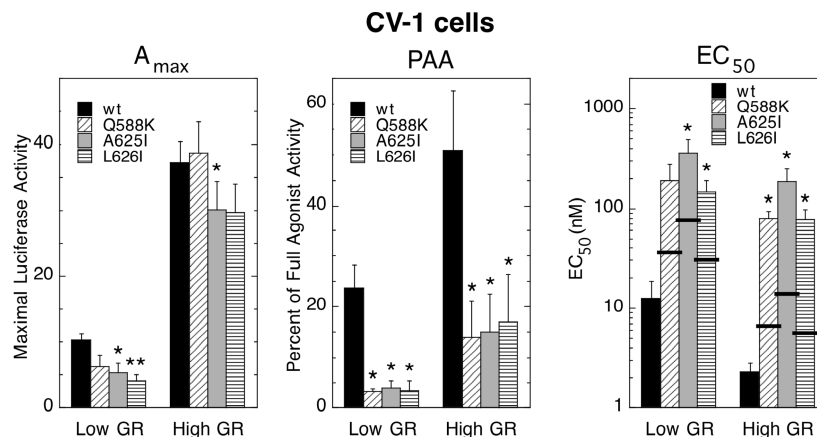 CV-1 cells
Amax
Maximal Luciferase Activity
40
20
0
wt
Q588K
A625I
L626I
*
**
*
Low GR High GR
PAA
Percent of Full Agonist Activity
60
40
20
0
wt
Q588K
A625I
L626I
* * *
* * *
Low GR High GR
EC50
EC50 (nM)
1000
100
10
1
wt
Q588K
A625I
L626I
* *
* * *
Low GR High GR